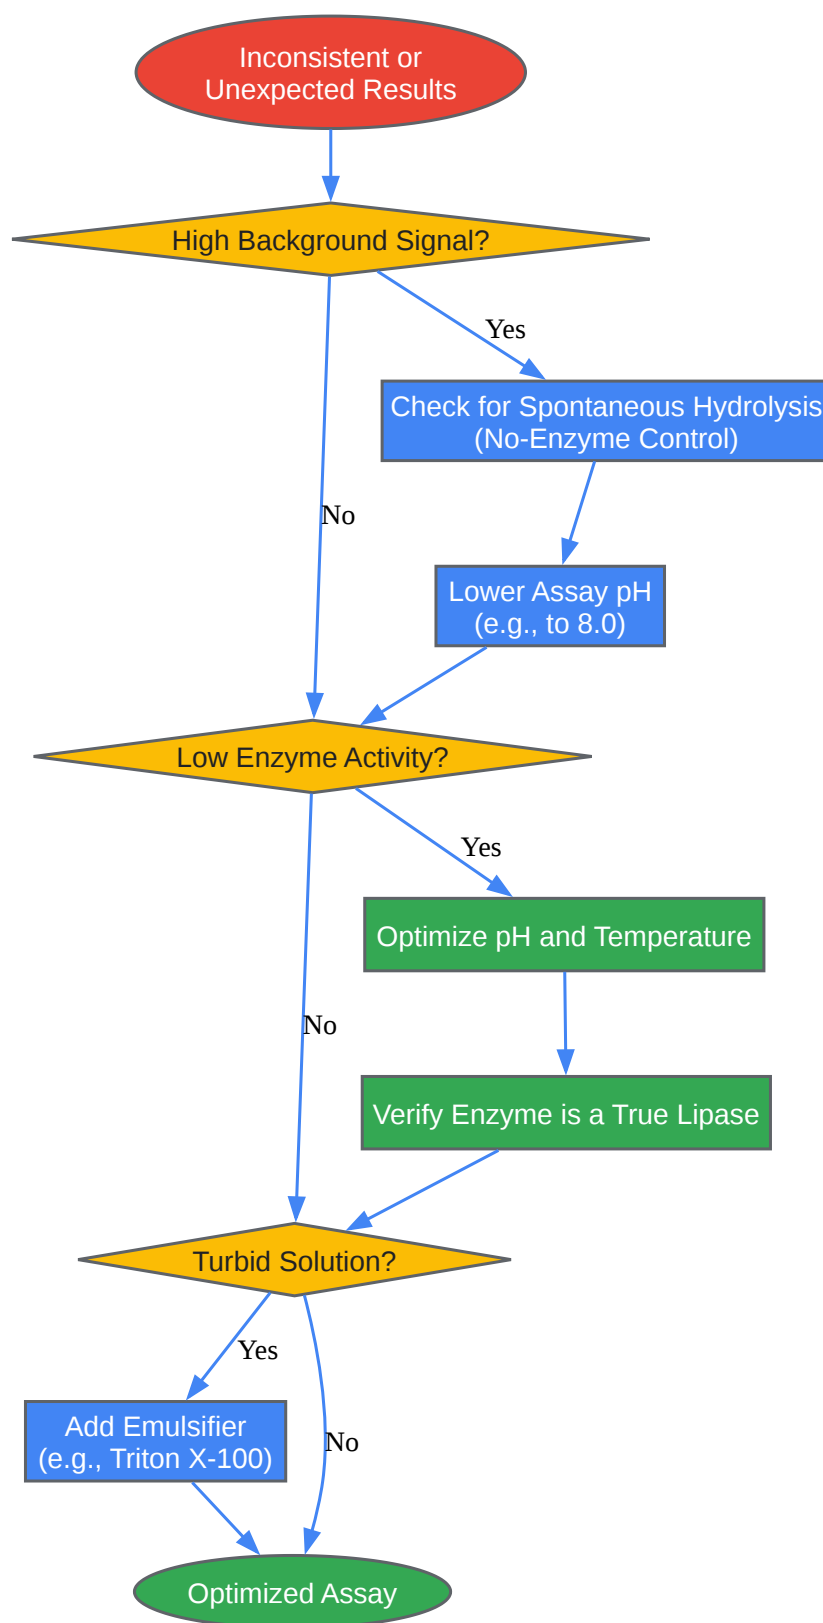 Inconsistent or
Unexpected Results
High Background Signal?
Yes
Check for Spontaneous Hydrolysis
(No-Enzyme Control)
No
Lower Assay pH
(e.g., to 8.0)
Low Enzyme Activity?
Yes
Optimize pH and Temperature
No
Verify Enzyme is a True Lipase
Turbid Solution?
Yes
Add Emulsifier
(e.g., Triton X-100)
No
Optimized Assay